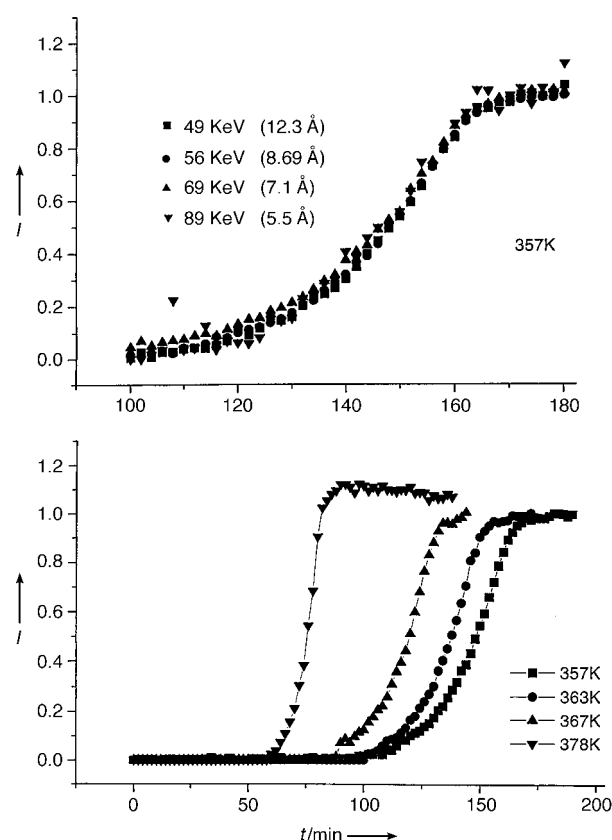 1.2
1.0
0.8
0.6
0.4
0.2
0.0
I
49 KeV (12.3 Å)
56 KeV (8.69 Å)
69 KeV (7.1 Å)
89 KeV (5.5 Å)
357K
100 120 140 160 180
1.2
1.0
0.8
0.6
0.4
0.2
0.0
I
357K
363K
367K
378K
0 50 100 150 200
t/min